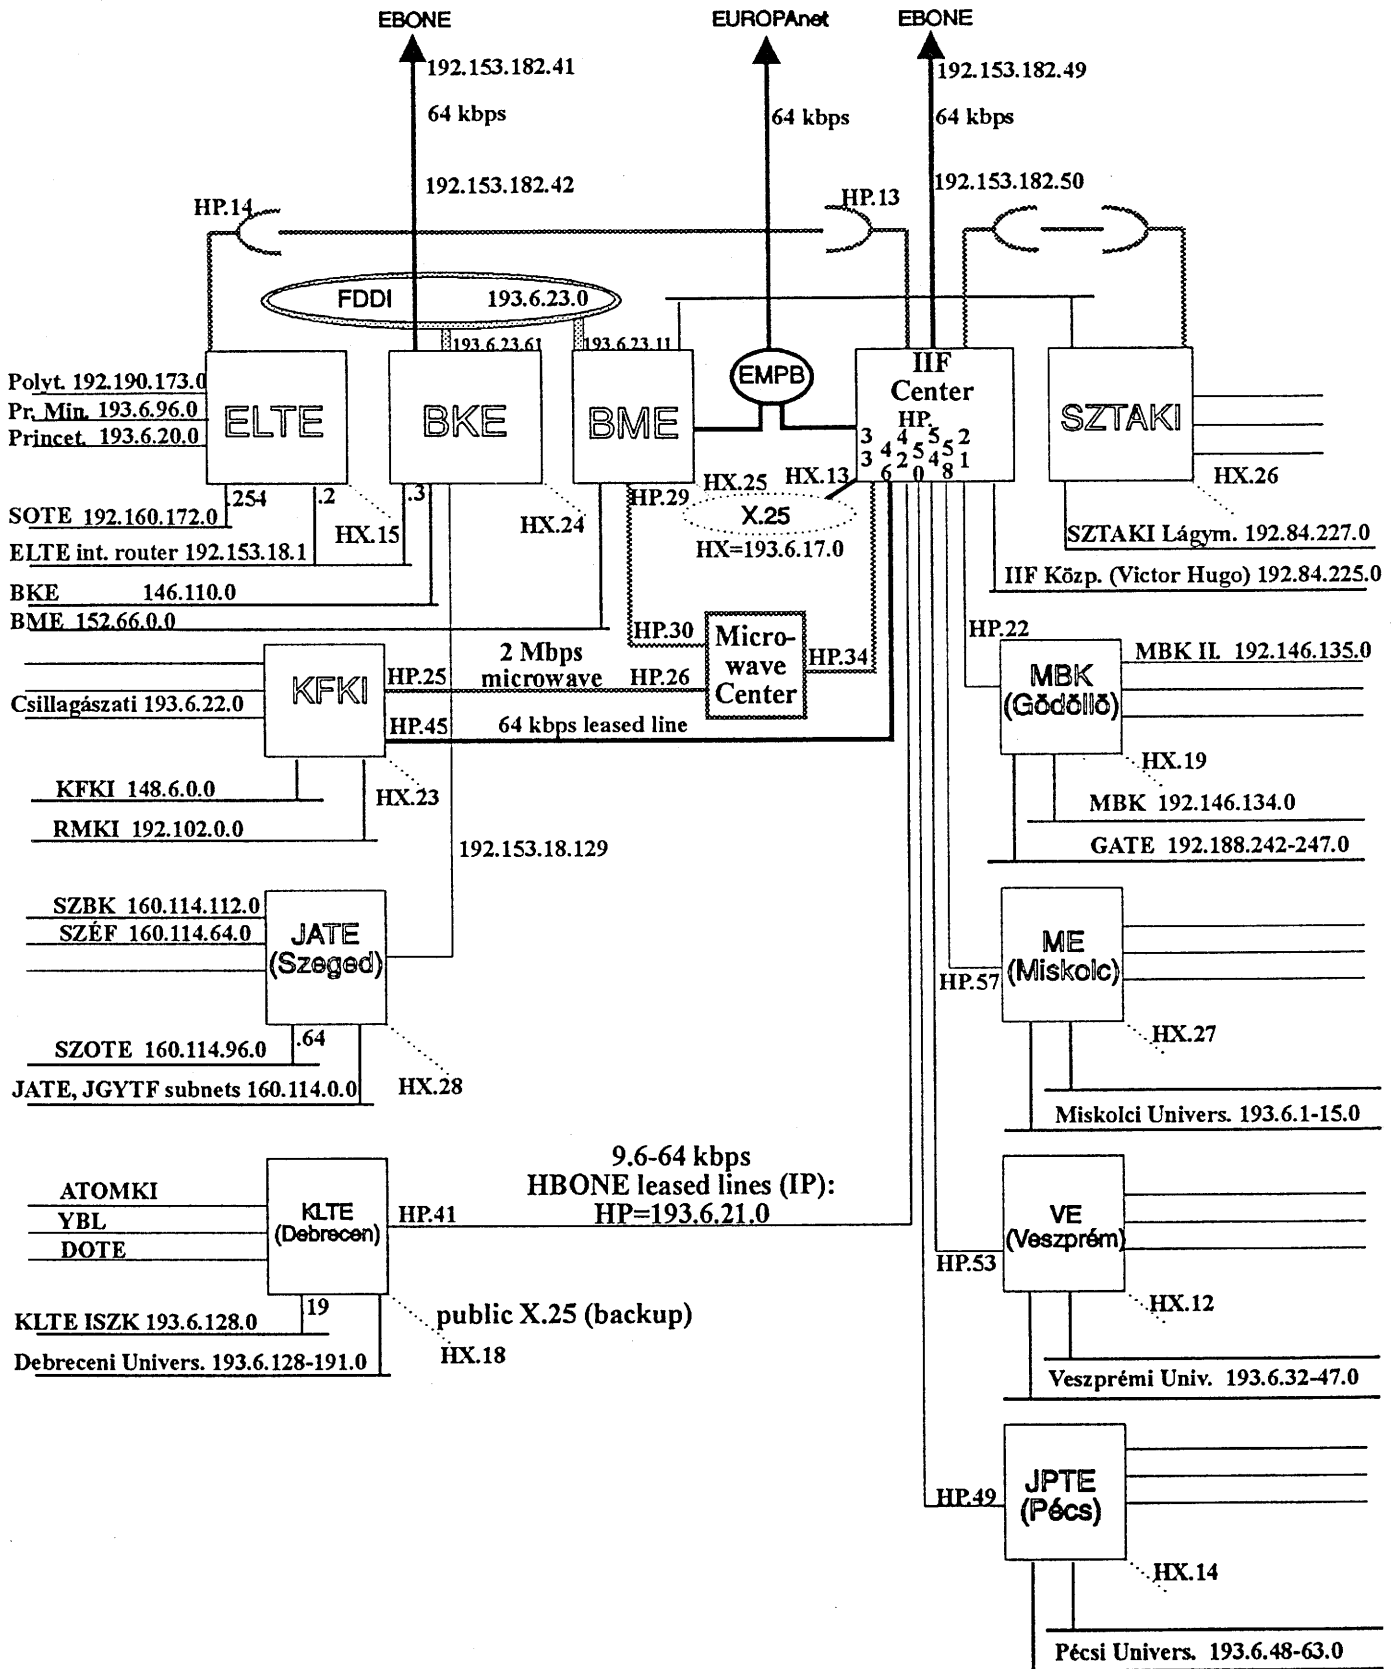 EBONE
EUROPAnet
EBONE
192.153.182.41
192.153.182.49
64 kbps
64 kbps
64 kbps
192.153.182.42
192.153.182.50
HP.14
HP.13
FDDI
193.6.23.0
193.6.23.61
193.6.23.11
Polyt. 192.190.173.0
Pr. Min. 193.6.96.0
Princet. 193.6.20.0
ELTE
BKE
BME
EMPB
IIF
Center
HP.
3 4 5 2
4 5 5
3 2 4 1
6 0 8
SZTAKI
.254
.2
.3
HX.15
HX.24
HP.29
HX.25
HX.13
X.25
HX=193.6.17.0
HX.26
SOTE 192.160.172.0
ELTE int. router 192.153.18.1
BKE 146.110.0
BME 152.66.0.0
SZTAKI Lágym. 192.84.227.0
IIF Közp. (Victor Hugo) 192.84.225.0
KFKI
Csillagászati 193.6.22.0
HP.25
2 Mbps
microwave
HP.26
HP.30
Micro-
wave
Center
HP.34
HP.45
64 kbps leased line
HP.22
MBK
(Gödöllő)
MBK II. 192.146.135.0
HX.19
MBK 192.146.134.0
GATE 192.188.242-247.0
KFKI 148.6.0.0
RMKI 192.102.0.0
HX.23
192.153.18.129
SZBK 160.114.112.0
SZÉF 160.114.64.0
JATE
(Szeged)
.64
SZOTE 160.114.96.0
JATE, JGYTF subnets 160.114.0.0
HX.28
HP.57
ME
(Miskolc)
HX.27
Miskolci Univers. 193.6.1-15.0
9.6-64 kbps
HBONE leased lines (IP):
HP=193.6.21.0
ATOMKI
YBL
DOTE
KLTE
(Debrecen)
HP.41
19
KLTE ISZK 193.6.128.0
Debreceni Univers. 193.6.128-191.0
public X.25 (backup)
HX.18
HP.53
VE
(Veszprém)
HX.12
Veszprémi Univ. 193.6.32-47.0
HP.49
JPTE
(Pécs)
HX.14
Pécsi Univers. 193.6.48-63.0